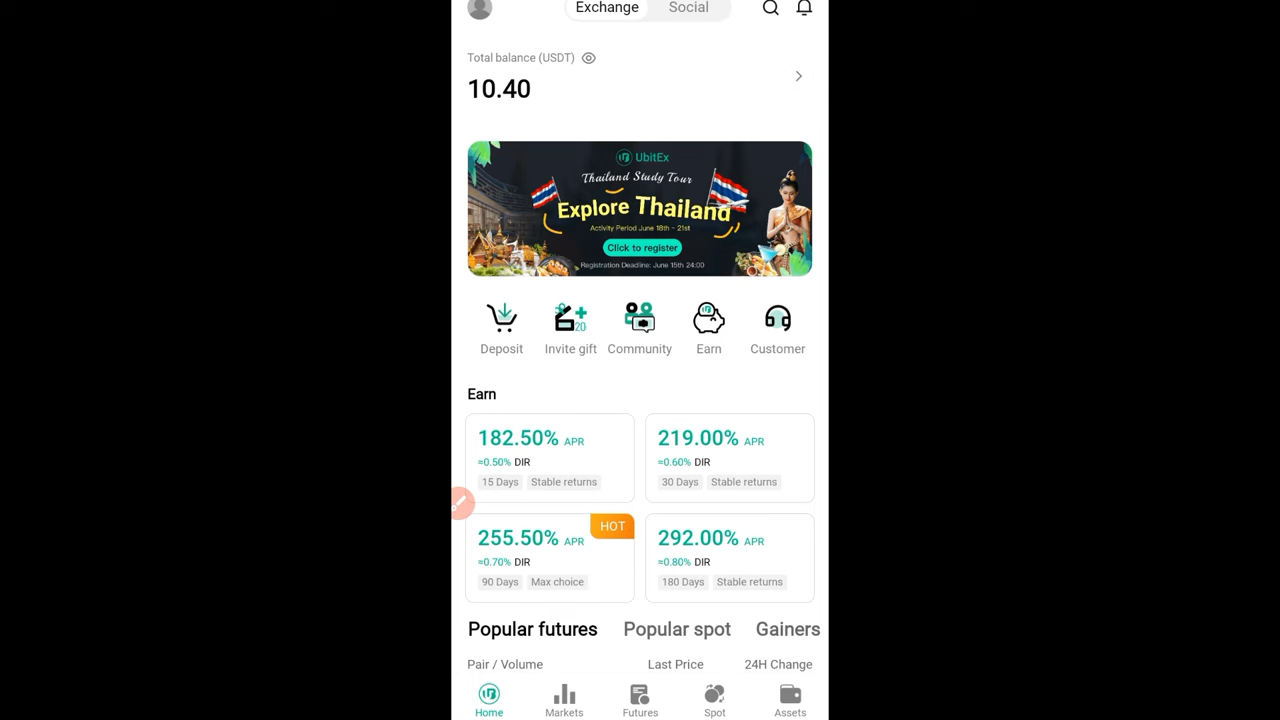 Exchange Social
Total balance (USDT)
10.40
UbitEx
Thailand Study Tour
Explore Thailand
Activity Period June 18th ~ 21st
Click to register
Registration Deadline: June 15th 24:00
20
Deposit Invite gift Community Earn Customer
Earn
182.50% APR 219.00% APR
≈0.50% DIR ≈0.60% DIR
15 Days Stable returns 30 Days Stable returns
HOT
255.50% APR 292.00% APR
≈0.70% DIR ≈0.80% DIR
90 Days Max choice 180 Days Stable returns
Popular futures Popular spot Gainers
Pair / Volume Last Price 24H Change
Home Markets Futures Spot Assets